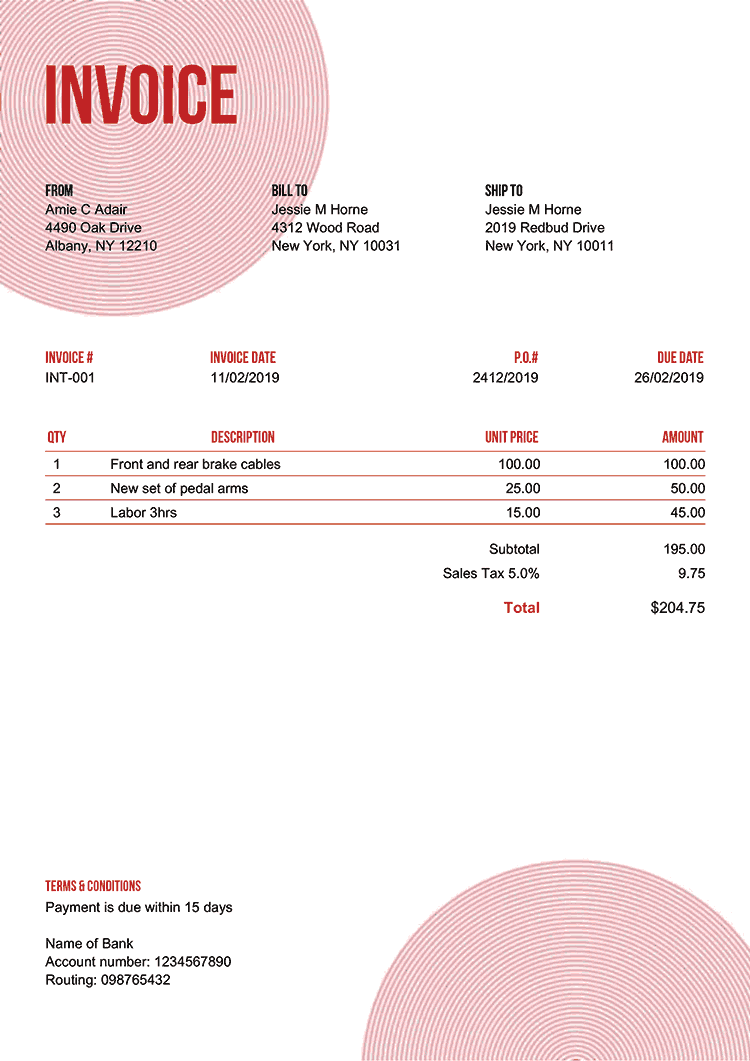 INVOICE
FROM
Amie C Adair
4490 Oak Drive
Albany, NY 12210
BILL TO
Jessie M Horne
4312 Wood Road
New York, NY 10031
SHIP TO
Jessie M Horne
2019 Redbud Drive
New York, NY 10011
INVOICE # INVOICE DATE P.O.# DUE DATE
INT-001 11/02/2019 2412/2019 26/02/2019
QTY DESCRIPTION UNIT PRICE AMOUNT
1 Front and rear brake cables 100.00 100.00
2 New set of pedal arms 25.00 50.00
3 Labor 3hrs 15.00 45.00
Subtotal 195.00
Sales Tax 5.0% 9.75
Total $204.75
TERMS & CONDITIONS
Payment is due within 15 days
Name of Bank
Account number: 1234567890
Routing: 098765432